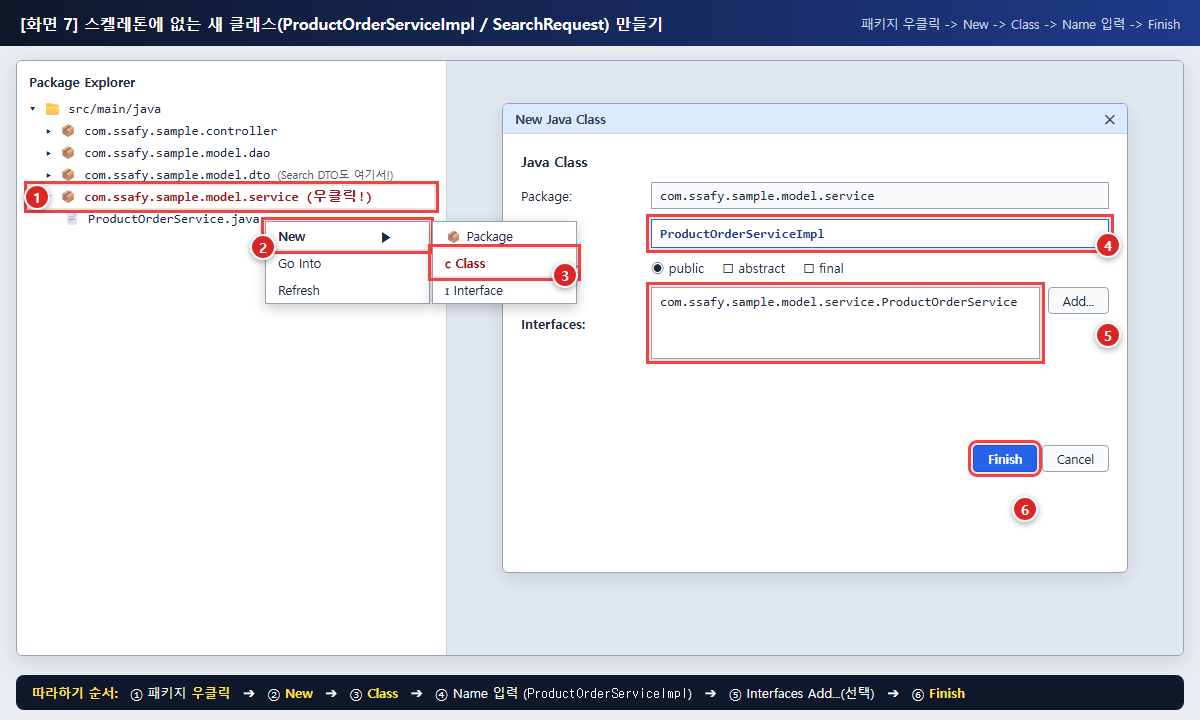 [화면 7] 스켈레톤에 없는 새 클래스(ProductOrderServiceImpl / SearchRequest) 만들기
패키지 우클릭 -> New -> Class -> Name 입력 -> Finish
Package Explorer
src/main/java
com.ssafy.sample.controller
com.ssafy.sample.model.dao
com.ssafy.sample.model.dto (Search DTO도 여기서!)
1 com.ssafy.sample.model.service (우클릭!)
ProductOrderService.java
2 New ▶
Go Into
Refresh
Package
C Class 3
I Interface
New Java Class ×
Java Class
Package: com.ssafy.sample.model.service
ProductOrderServiceImpl 4
public abstract final
com.ssafy.sample.model.service.ProductOrderService Add...
Interfaces: 5
Finish Cancel
6
따라하기 순서: ① 패키지 우클릭 → ② New → ③ Class → ④ Name 입력 (ProductOrderServiceImpl) → ⑤ Interfaces Add...(선택) → ⑥ Finish